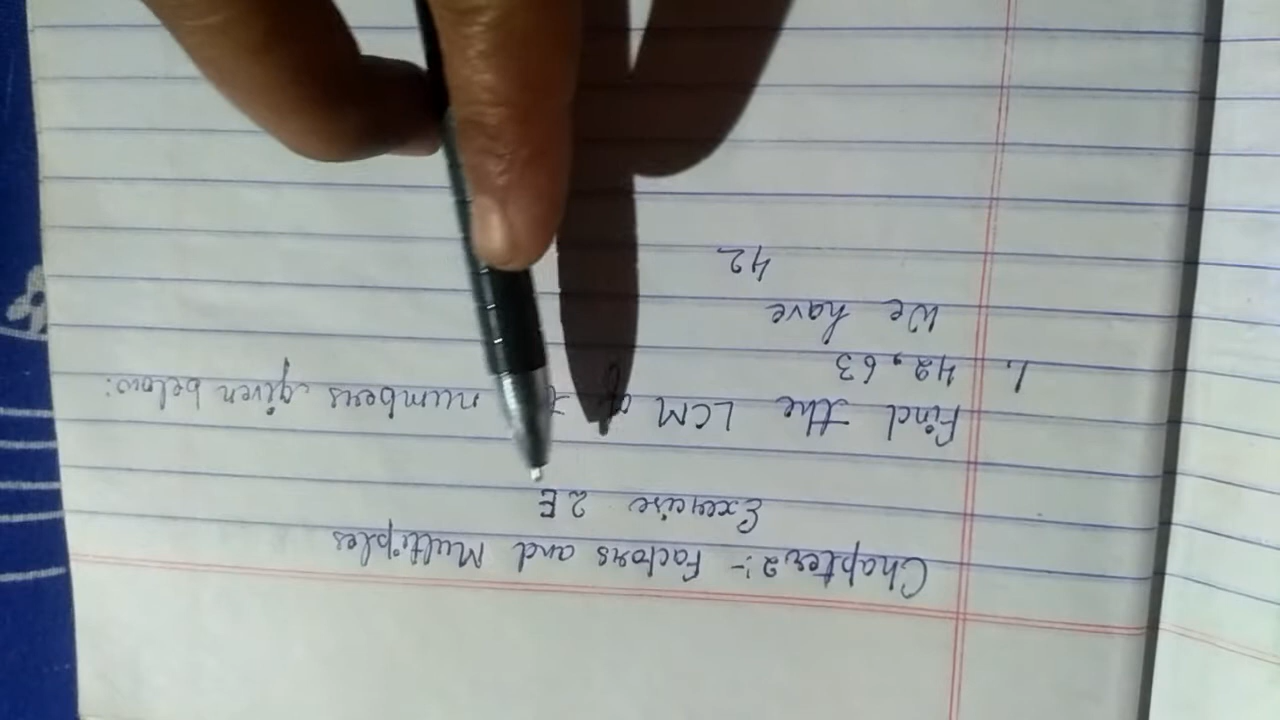 Chapter 2:- Factors and Multiples
Exercise 2E
Find the LCM of numbers given below:
1. 42, 63
We have
42